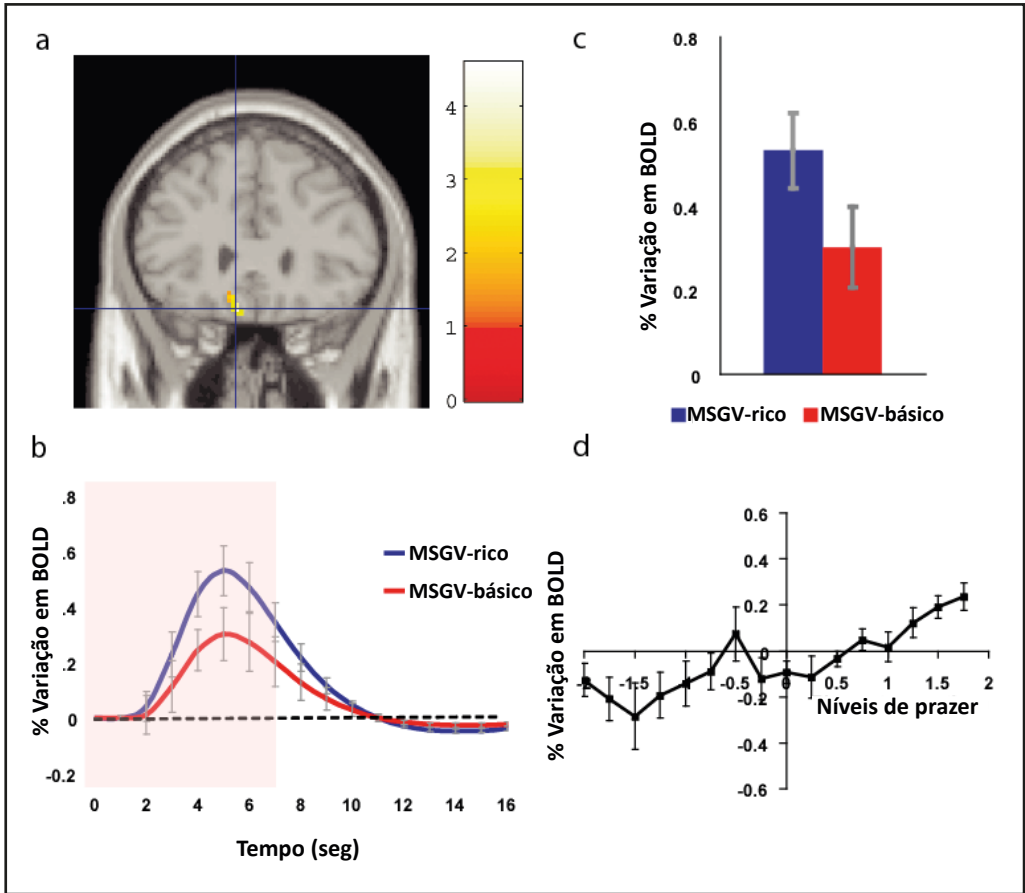 a
4
3
2
1
0
c
% Variação em BOLD
0.8
0.6
0.4
0.2
0
MSGV-rico
MSGV-básico
b
% Variação em BOLD
.8
.6
.4
.2
0
-0.2
MSGV-rico
MSGV-básico
0 2 4 6 8 10 12 14 16
Tempo (seg)
d
% Variação em BOLD
0.6
0.4
0.2
0
-0.2
-0.4
-0.6
-1.5 -0.5 0 0.5 1 1.5 2
Níveis de prazer